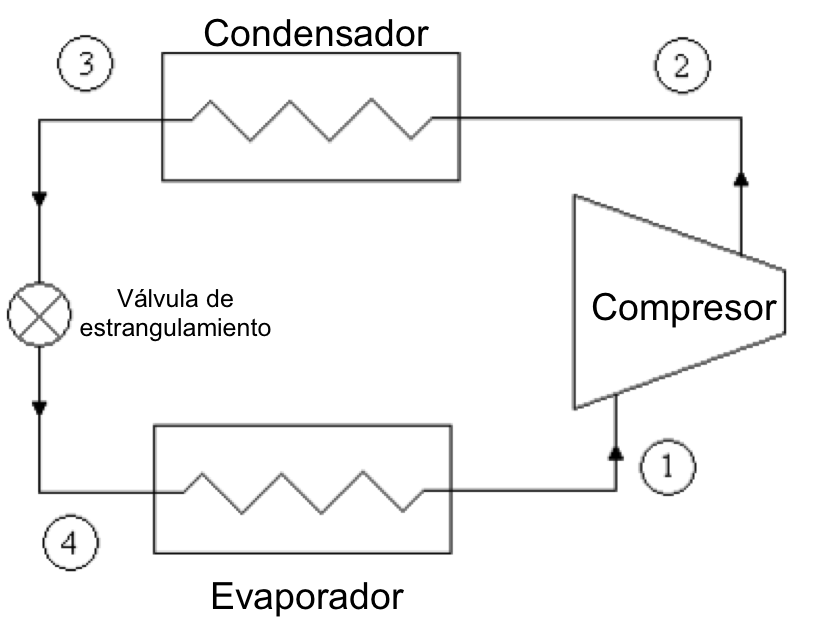 Condensador
3
2
Válvula de
estrangulamiento
Compresor
1
4
Evaporador